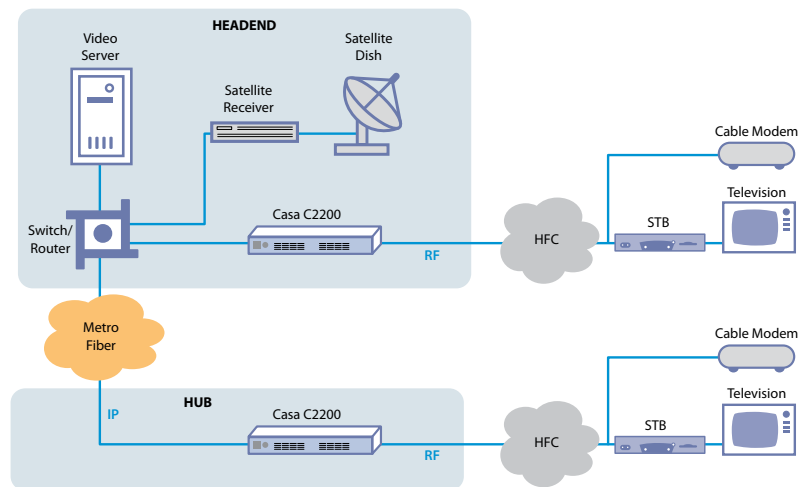 HEADEND
Video
Server
Satellite
Dish
Satellite
Receiver
Cable Modem
Television
Casa C2200
STB
Switch/
Router
HFC
RF
Metro
Fiber
Cable Modem
Television
HUB
IP
Casa C2200
STB
HFC
RF